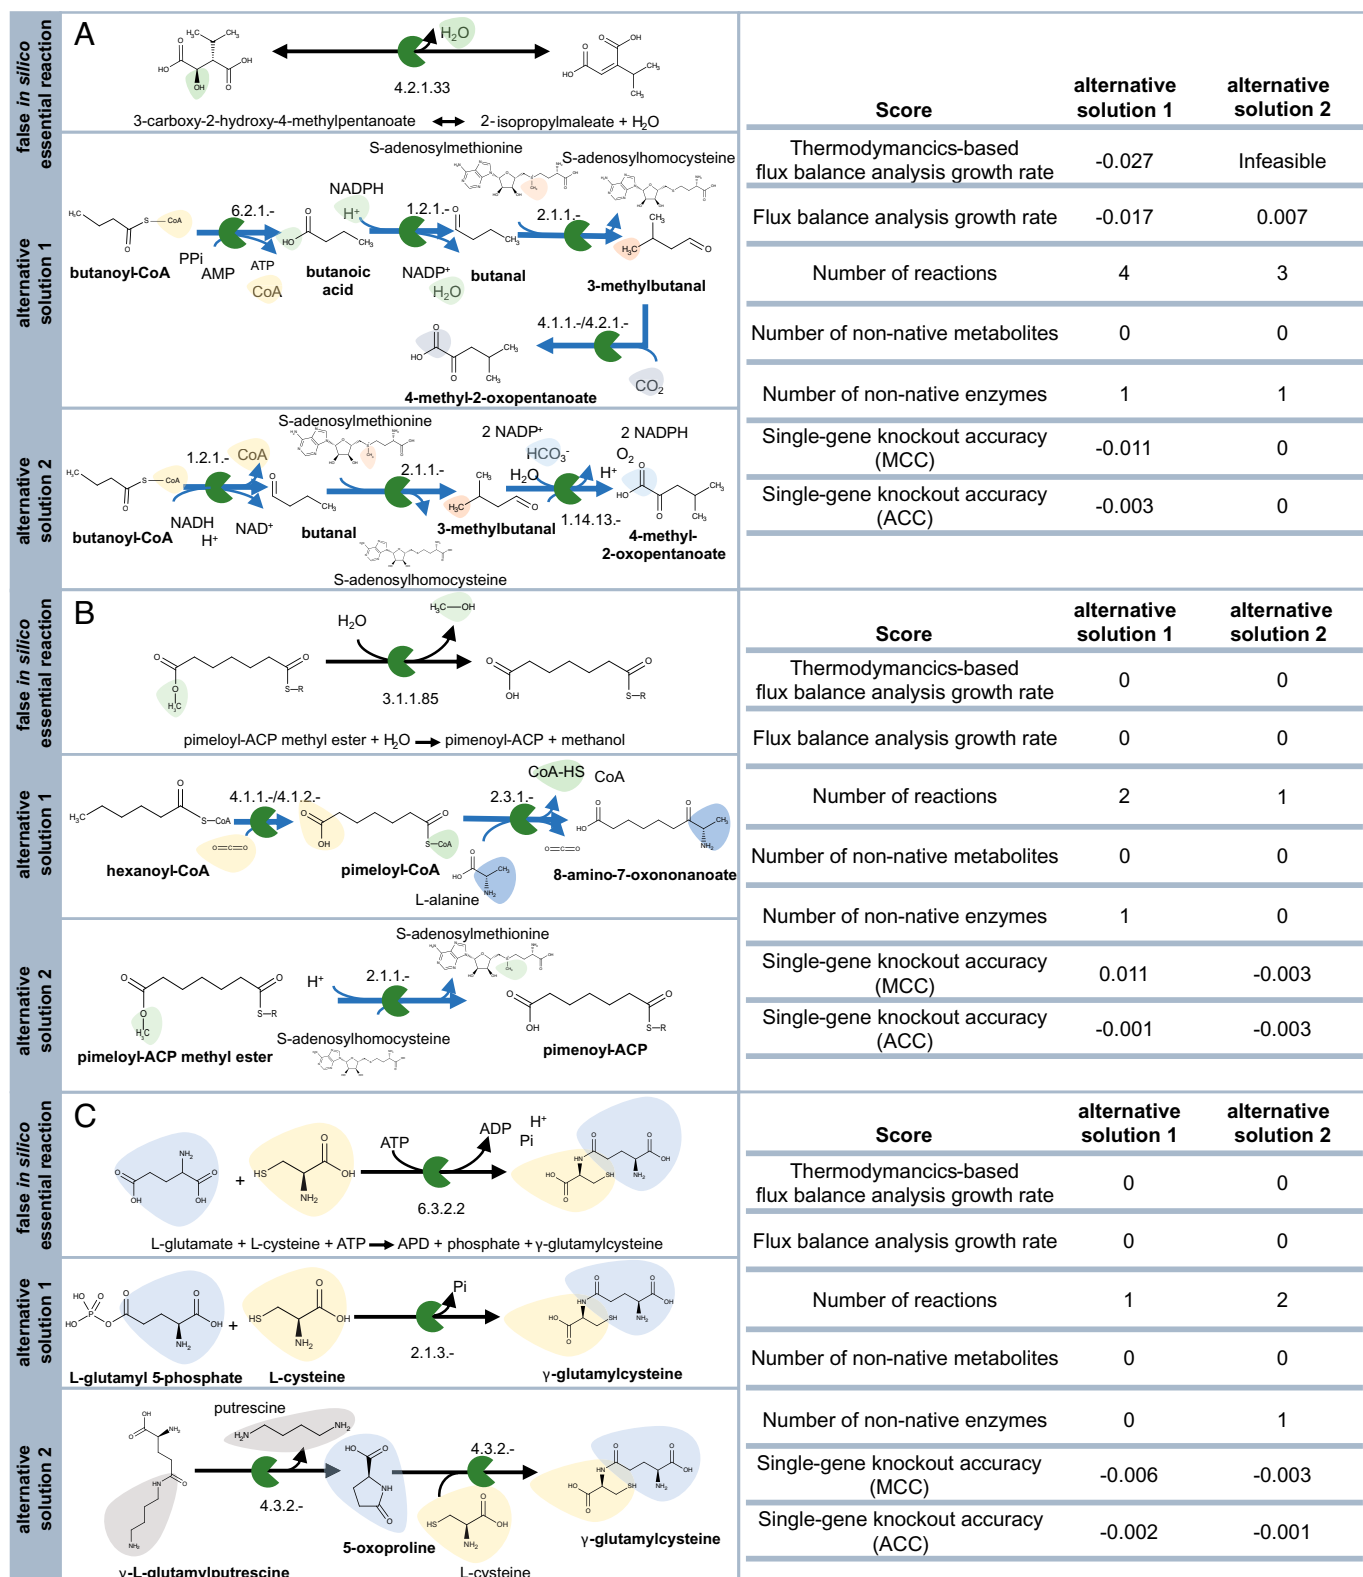 A
false in silico
essential reaction
H₂O
4.2.1.33
3-carboxy-2-hydroxy-4-methylpentanoate ↔ 2-isopropylmaleate + H₂O
alternative
solution 1
S-adenosylmethionine
S-adenosylhomocysteine
NADPH
H⁺
6.2.1.-
1.2.1.-
2.1.1.-
PPi
AMP
ATP
CoA
NADP⁺
H₂O
butanoyl-CoA
butanoic
acid
butanal
3-methylbutanal
4.1.1.-/4.2.1.-
CO₂
4-methyl-2-oxopentanoate
alternative
solution 2
S-adenosylmethionine
2 NADP⁺
2 NADPH
1.2.1.-
CoA
2.1.1.-
HCO₃⁻
O₂
H₂O
H⁺
NADH
H⁺
NAD⁺
1.14.13.-
butanoyl-CoA
butanal
3-methylbutanal
4-methyl-
2-oxopentanoate
S-adenosylhomocysteine
Score
alternative
solution 1
alternative
solution 2
Thermodymancics-based
flux balance analysis growth rate -0.027 Infeasible
Flux balance analysis growth rate -0.017 0.007
Number of reactions 4 3
Number of non-native metabolites 0 0
Number of non-native enzymes 1 1
Single-gene knockout accuracy
(MCC) -0.011 0
Single-gene knockout accuracy
(ACC) -0.003 0
B
false in silico
essential reaction
H₂O
H₃C—OH
3.1.1.85
pimeloyl-ACP methyl ester + H₂O → pimenoyl-ACP + methanol
alternative
solution 1
4.1.1.-/4.1.2.-
2.3.1.-
CoA-HS CoA
O=C=O
O=C=O
hexanoyl-CoA
pimeloyl-CoA
L-alanine
8-amino-7-oxononanoate
alternative
solution 2
S-adenosylmethionine
H⁺
2.1.1.-
S-adenosylhomocysteine
pimeloyl-ACP methyl ester
pimenoyl-ACP
Score
alternative
solution 1
alternative
solution 2
Thermodymancics-based
flux balance analysis growth rate 0 0
Flux balance analysis growth rate 0 0
Number of reactions 2 1
Number of non-native metabolites 0 0
Number of non-native enzymes 1 0
Single-gene knockout accuracy
(MCC) 0.011 -0.003
Single-gene knockout accuracy
(ACC) -0.001 -0.003
C
false in silico
essential reaction
+
ATP
ADP
H⁺
Pi
6.3.2.2
L-glutamate + L-cysteine + ATP → APD + phosphate + γ-glutamylcysteine
alternative
solution 1
+
Pi
2.1.3.-
L-glutamyl 5-phosphate
L-cysteine
γ-glutamylcysteine
alternative
solution 2
putrescine
4.3.2.-
4.3.2.-
5-oxoproline
L-cysteine
γ-glutamylcysteine
γ-L-glutamylputrescine
Score
alternative
solution 1
alternative
solution 2
Thermodymancics-based
flux balance analysis growth rate 0 0
Flux balance analysis growth rate 0 0
Number of reactions 1 2
Number of non-native metabolites 0 0
Number of non-native enzymes 0 1
Single-gene knockout accuracy
(MCC) -0.006 -0.003
Single-gene knockout accuracy
(ACC) -0.002 -0.001